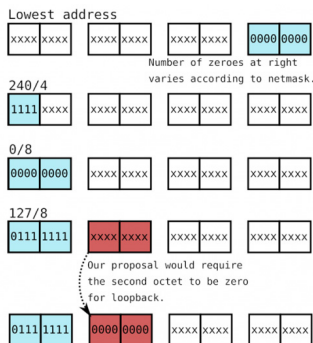 Lowest address
xxxx xxxx xxxx xxxx xxxx xxxx 0000 0000
Number of zeroes at right
varies according to netmask.
240/4
1111 xxxx xxxx xxxx xxxx xxxx xxxx xxxx
0/8
0000 0000 xxxx xxxx xxxx xxxx xxxx xxxx
127/8
0111 1111 xxxx xxxx xxxx xxxx xxxx xxxx
Our proposal would require
the second octet to be zero
for loopback.
0111 1111 0000 0000 xxxx xxxx xxxx xxxx